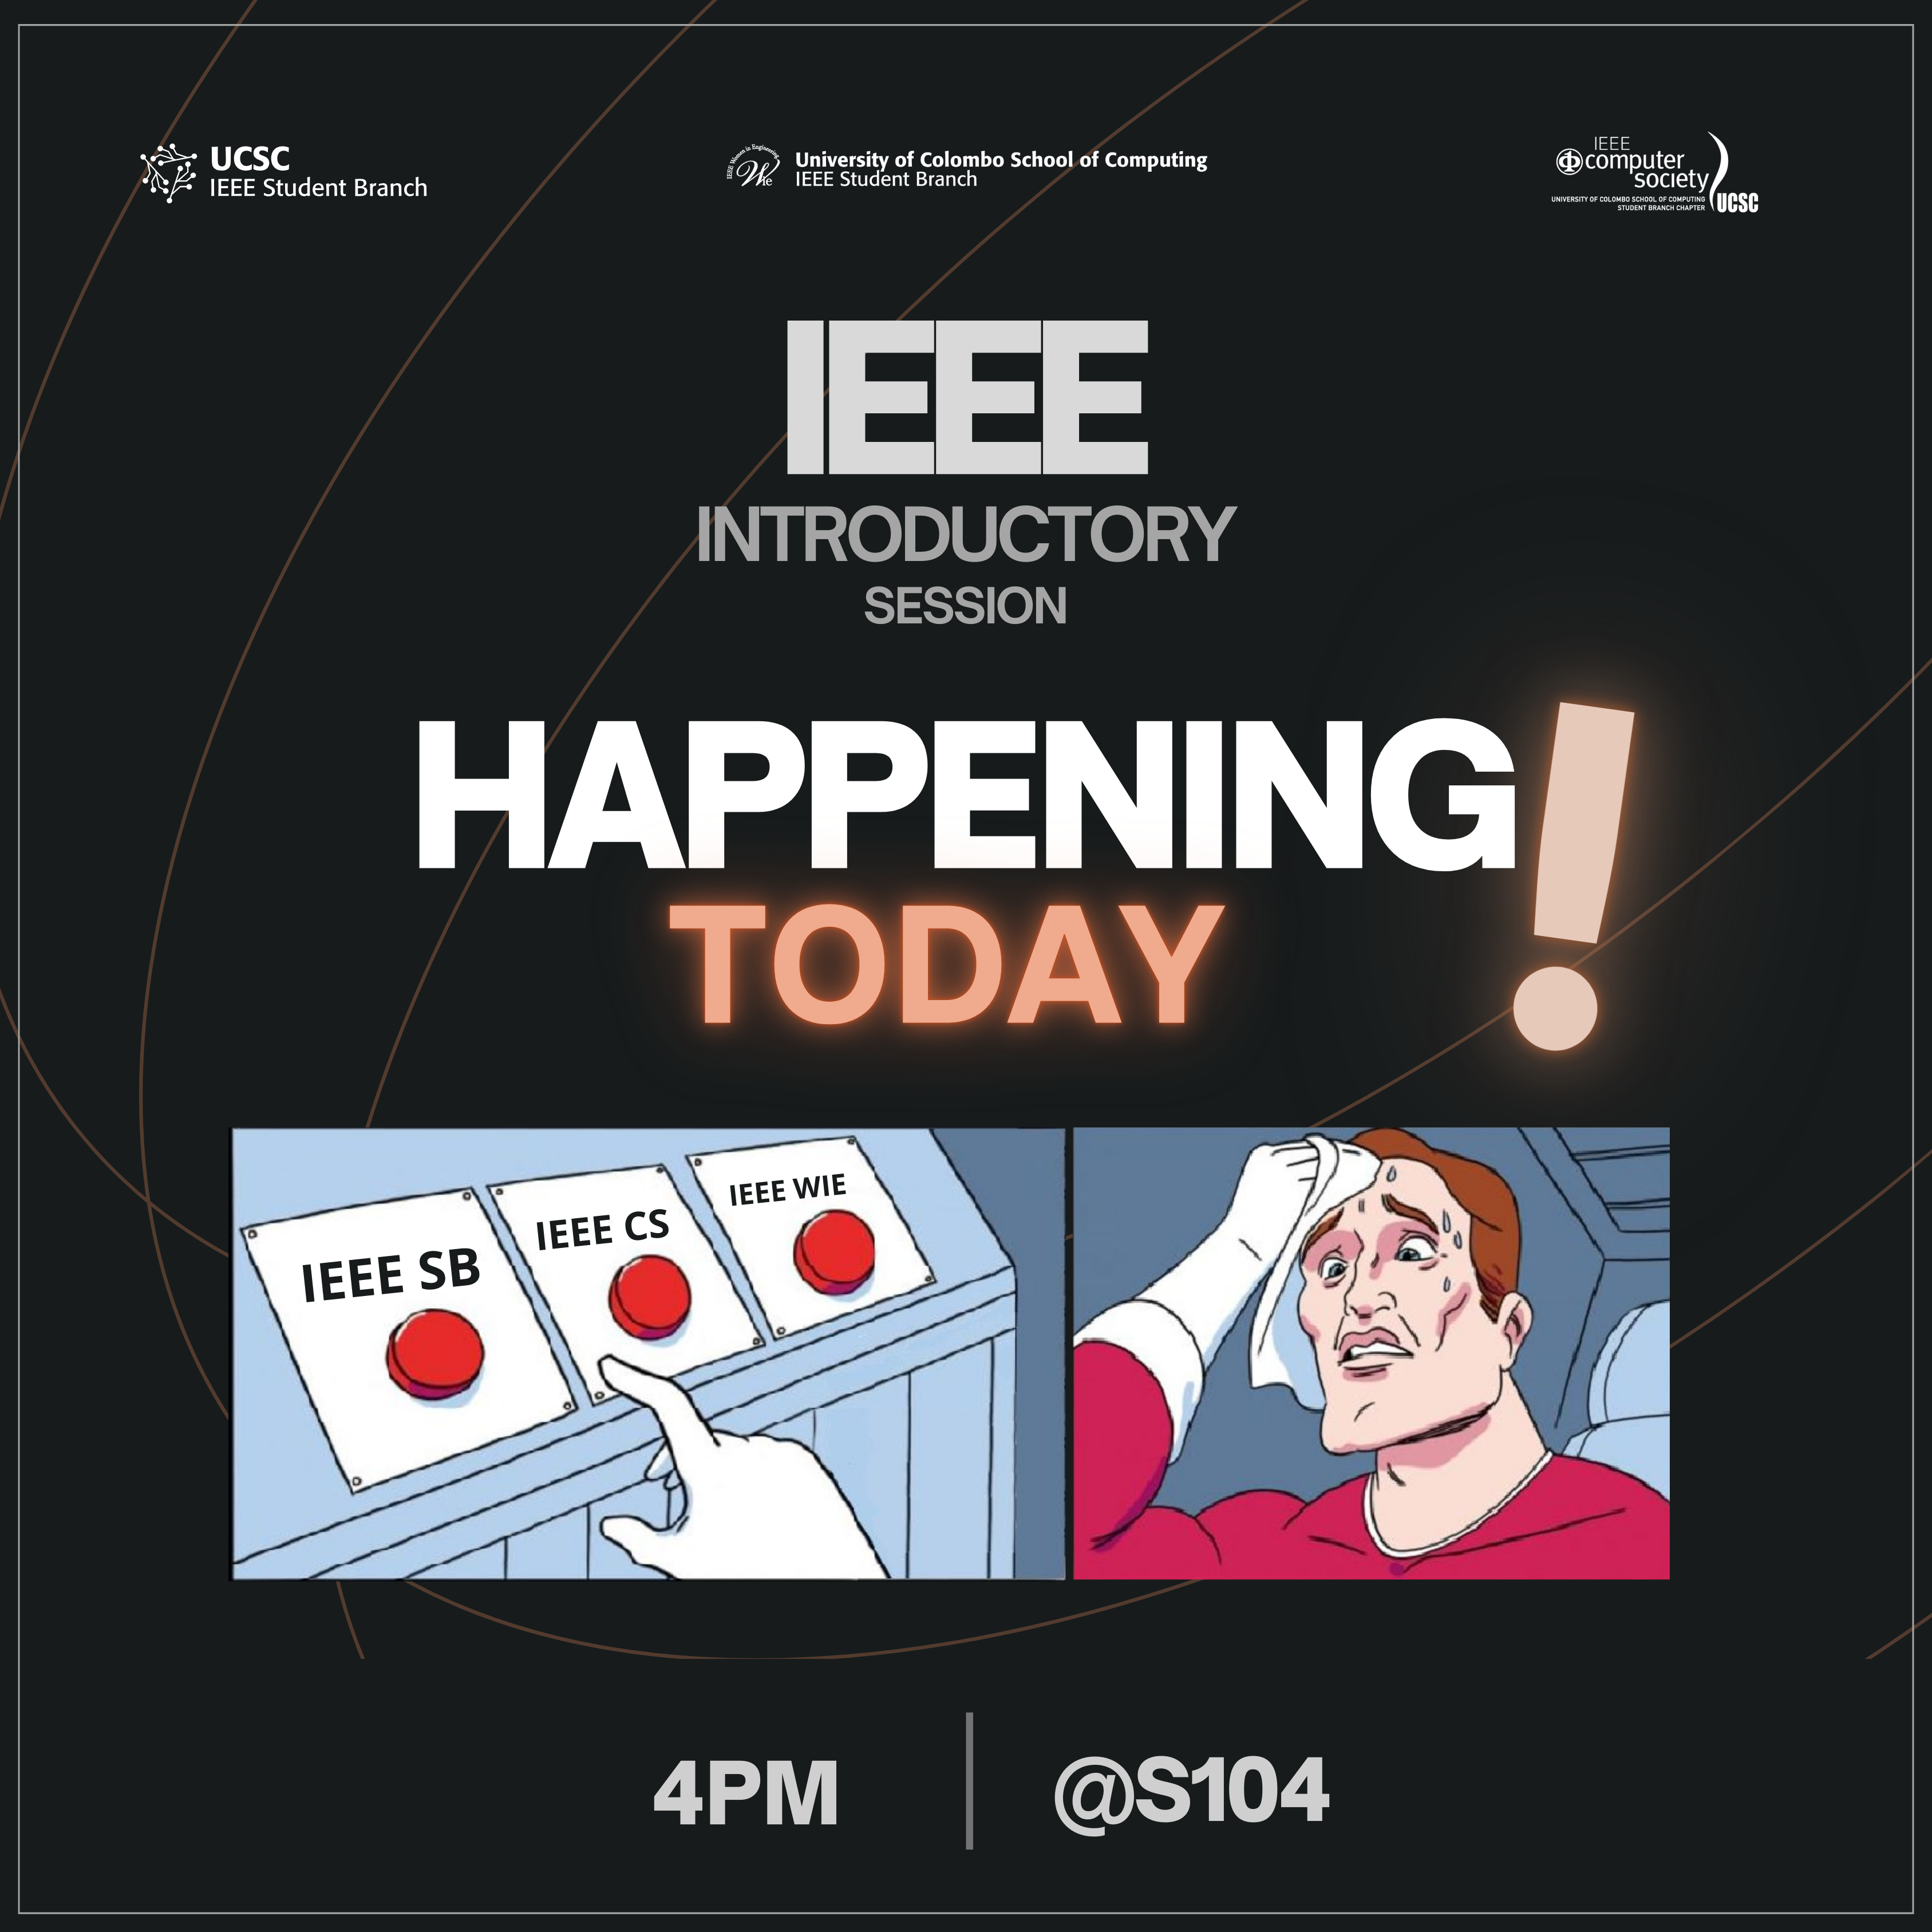 UCSC
IEEE Student Branch
IEEE Women in Engineering
Wie
University of Colombo School of Computing
IEEE Student Branch
IEEE
computer
society
UNIVERSITY OF COLOMBO SCHOOL OF COMPUTING
STUDENT BRANCH CHAPTER
UCSC
IEEE
INTRODUCTORY
SESSION
HAPPENING!
TODAY
IEEE SB
IEEE CS
IEEE WIE
4PM
@S104